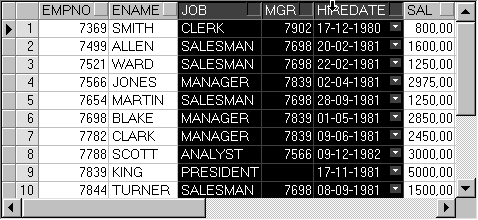 EMPNO ENAME JOB MGR HIREDATE SAL
1 7369 SMITH CLERK 7902 17-12-1980 800,00
2 7499 ALLEN SALESMAN 7698 20-02-1981 1600,00
3 7521 WARD SALESMAN 7698 22-02-1981 1250,00
4 7566 JONES MANAGER 7839 02-04-1981 2975,00
5 7654 MARTIN SALESMAN 7698 28-09-1981 1250,00
6 7698 BLAKE MANAGER 7839 01-05-1981 2850,00
7 7782 CLARK MANAGER 7839 09-06-1981 2450,00
8 7788 SCOTT ANALYST 7566 09-12-1982 3000,00
9 7839 KING PRESIDENT 17-11-1981 5000,00
10 7844 TURNER SALESMAN 7698 08-09-1981 1500,00